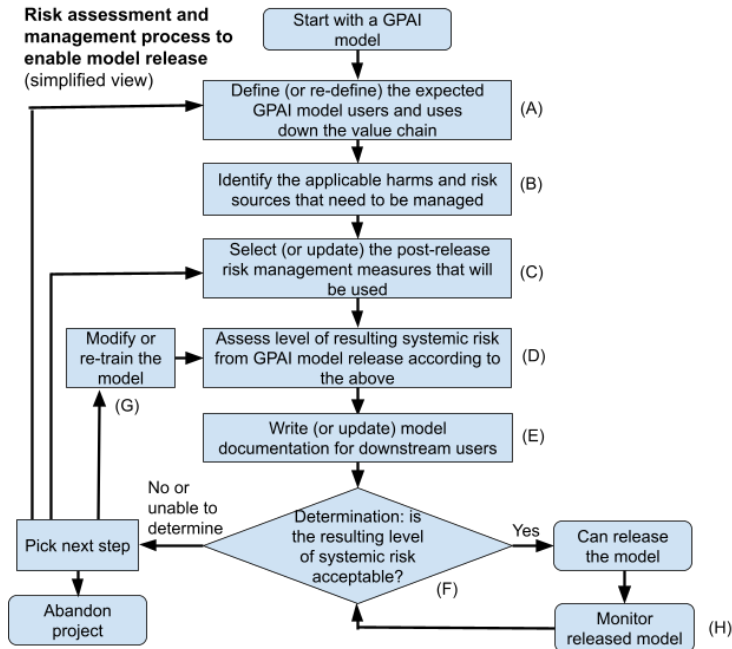 Risk assessment and
management process to
enable model release
(simplified view)
Start with a GPAI
model
Define (or re-define) the expected
GPAI model users and uses
down the value chain
(A)
Identify the applicable harms and risk
sources that need to be managed
(B)
Select (or update) the post-release
risk management measures that will
be used
(C)
Modify or
re-train the
model
(G)
Assess level of resulting systemic risk
from GPAI model release according to
the above
(D)
Write (or update) model
documentation for downstream users
(E)
No or
unable to
determine
Determination: is
the resulting level
of systemic risk
acceptable?
(F)
Yes
Pick next step
Can release
the model
Abandon
project
Monitor
released model
(H)